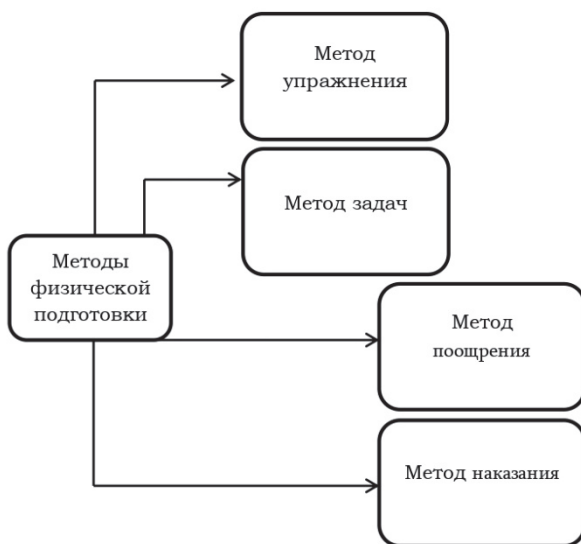 Метод
упражнения
Метод задач
Методы
физической
подготовки
Метод
поощрения
Метод наказания